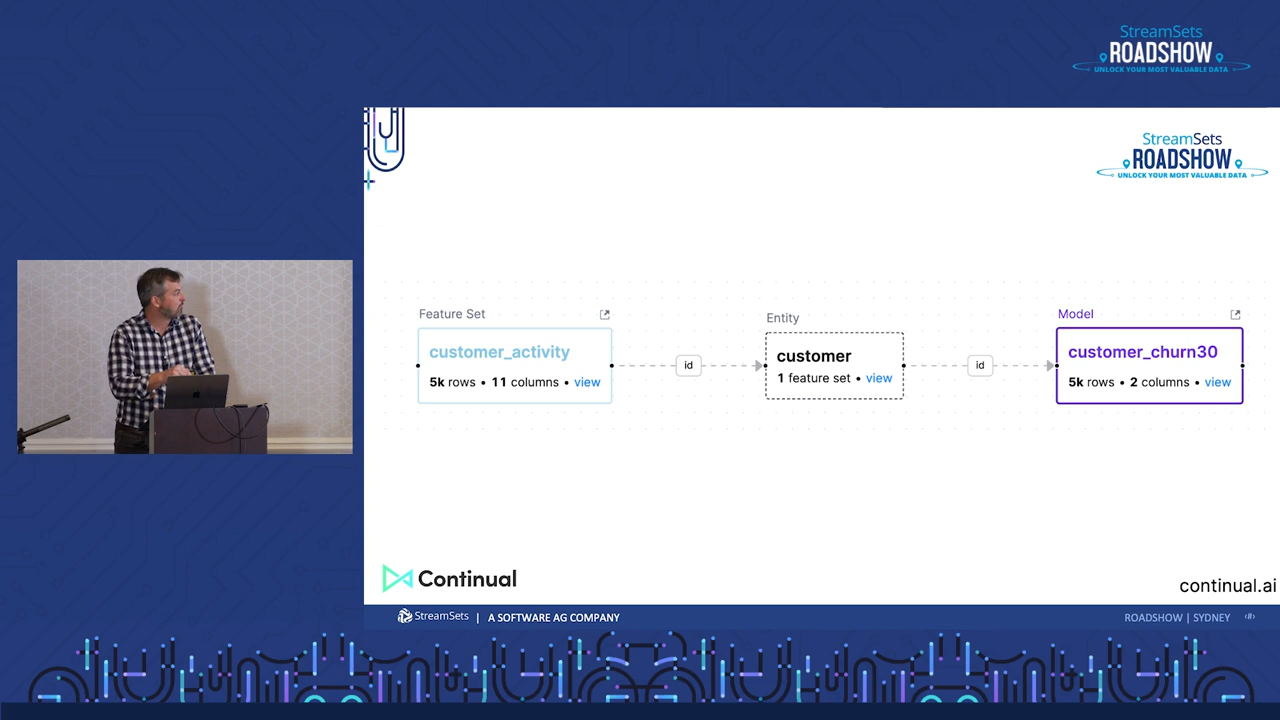 StreamSets
ROADSHOW
UNLOCK YOUR MOST VALUABLE DATA
StreamSets
ROADSHOW
UNLOCK YOUR MOST VALUABLE DATA
Feature Set
customer_activity
5k rows • 11 columns • view
id
Entity
customer
1 feature set • view
id
Model
customer_churn30
5k rows • 2 columns • view
Continual
continual.ai
StreamSets | A SOFTWARE AG COMPANY
ROADSHOW | SYDNEY ‹#›